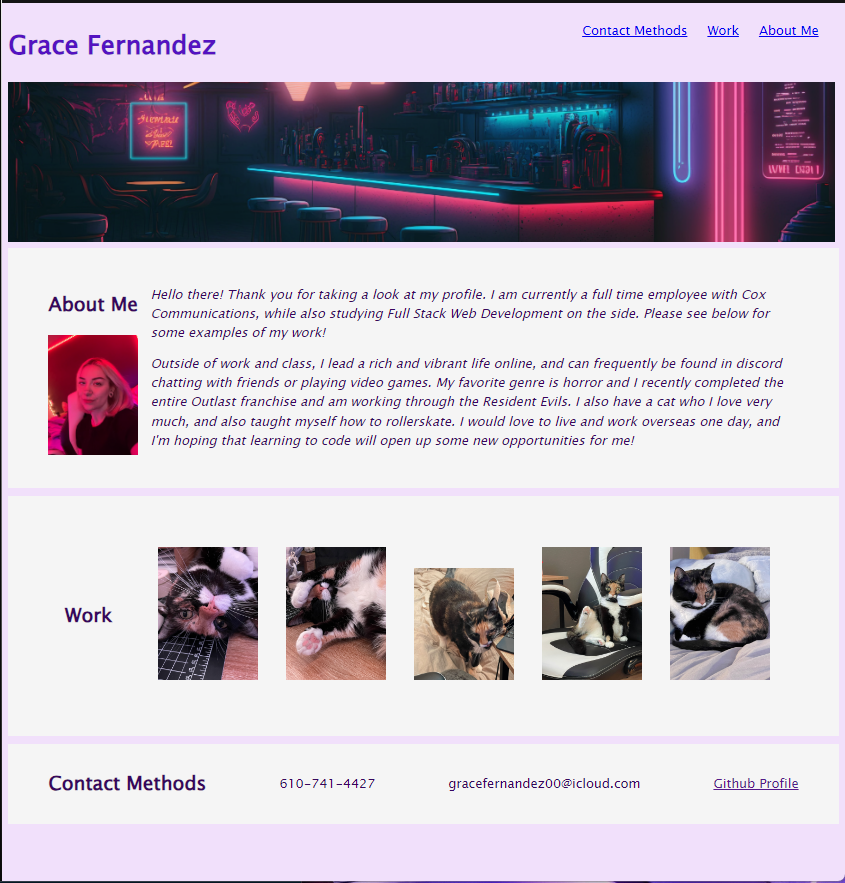 Grace Fernandez
Contact Methods Work About Me
About Me
Hello there! Thank you for taking a look at my profile. I am currently a full time employee with Cox
Communications, while also studying Full Stack Web Development on the side. Please see below for
some examples of my work!
Outside of work and class, I lead a rich and vibrant life online, and can frequently be found in discord
chatting with friends or playing video games. My favorite genre is horror and I recently completed the
entire Outlast franchise and am working through the Resident Evils. I also have a cat who I love very
much, and also taught myself how to rollerskate. I would love to live and work overseas one day, and
I'm hoping that learning to code will open up some new opportunities for me!
Work
Contact Methods 610-741-4427 gracefernandez00@icloud.com Github Profile